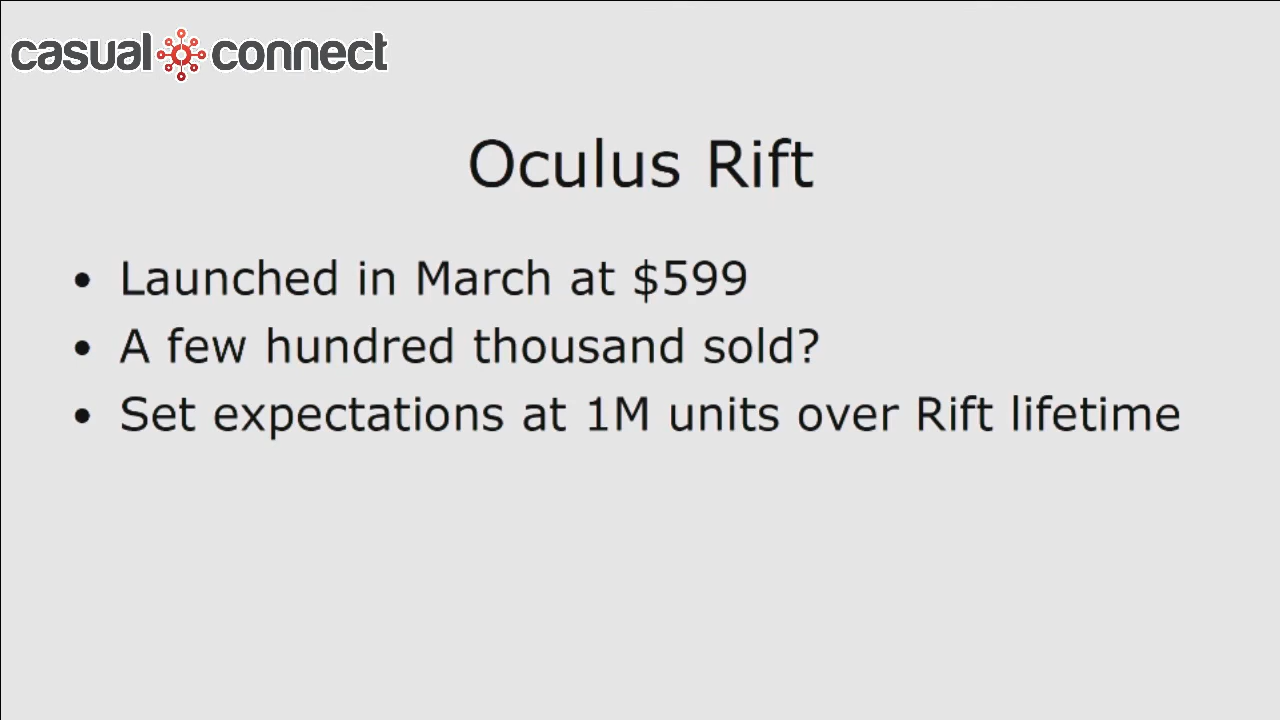 casual connect
Oculus Rift
• Launched in March at $599
• A few hundred thousand sold?
• Set expectations at 1M units over Rift lifetime